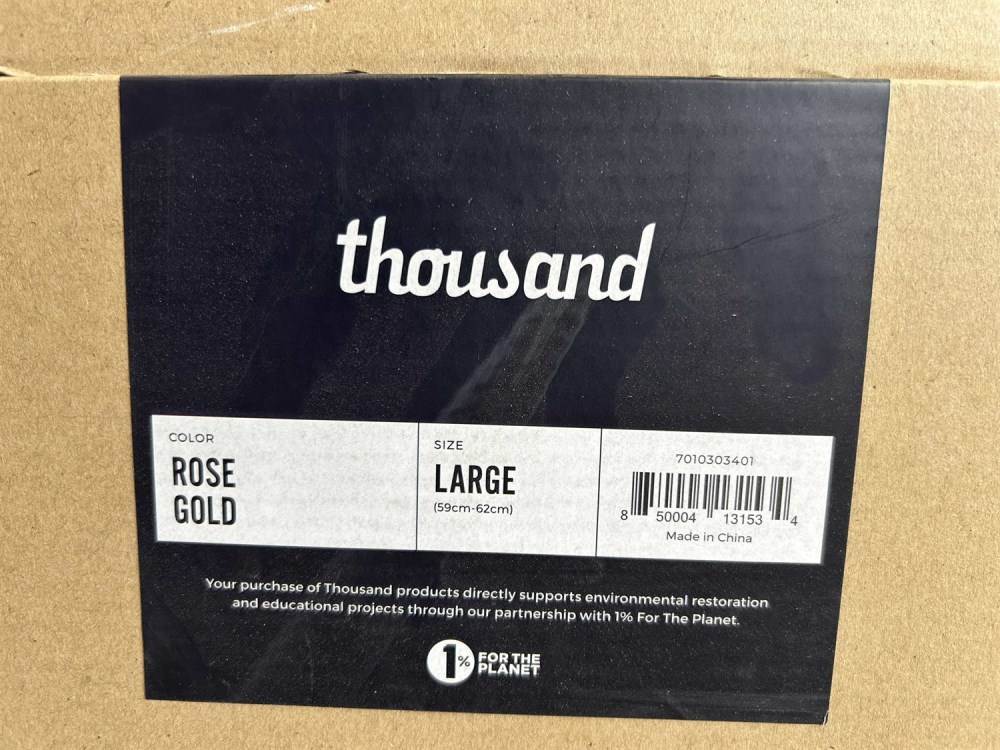 thousand
COLOR
ROSE
GOLD
SIZE
LARGE
(59cm-62cm)
7010303401
8 50004 13153 4
Made in China
Your purchase of Thousand products directly supports environmental restoration
and educational projects through our partnership with 1% For The Planet.
1% FOR THE
PLANET